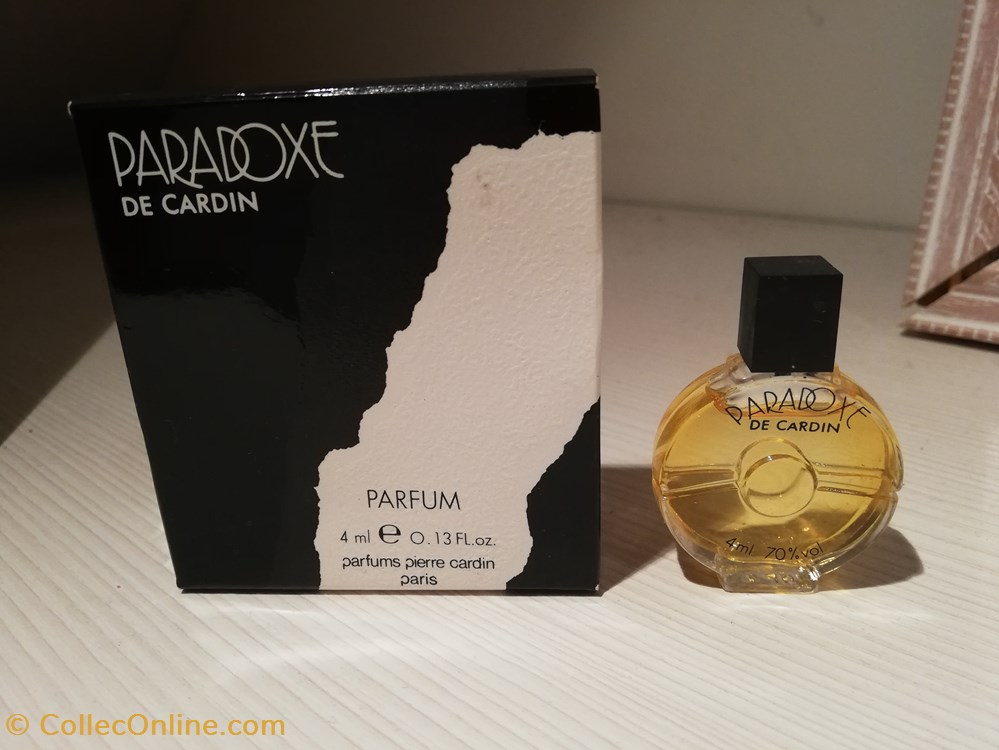 PARADOXE
DE CARDIN
PARFUM
4 ml e 0.13 FL.oz.
parfums pierre cardin
paris
PARADOXE
DE CARDIN
4ml 70% vol
© CollecOnline.com